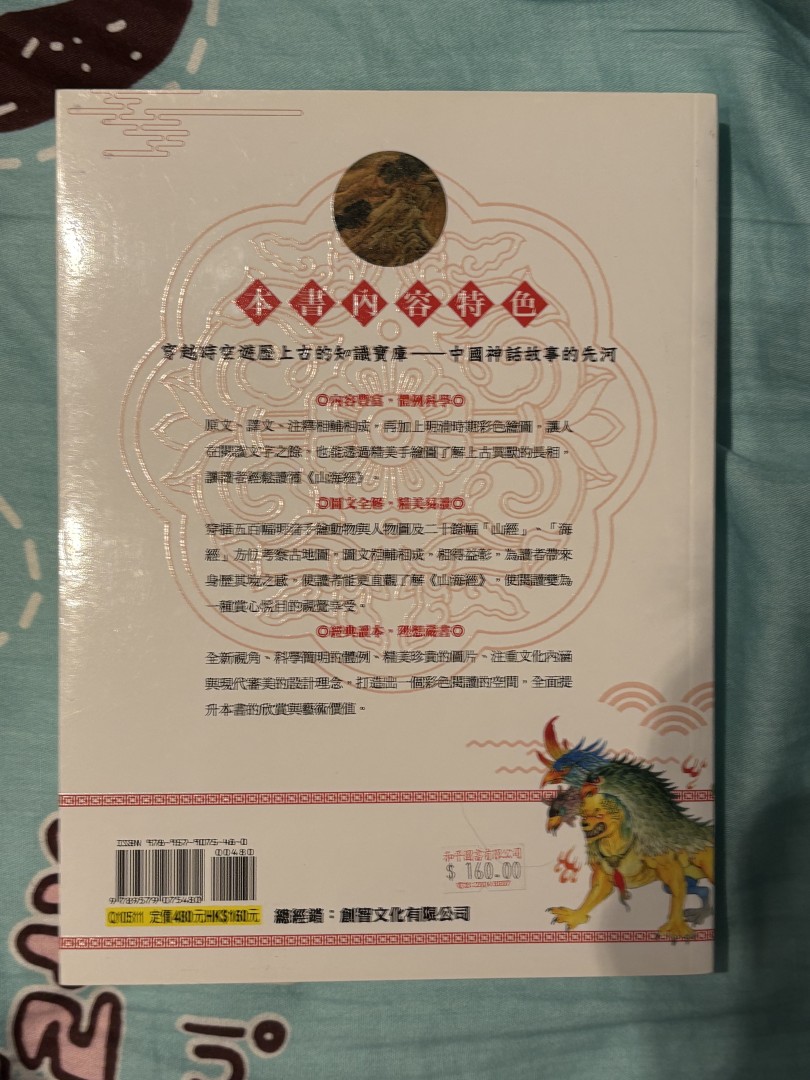 本書內容特色
穿越時空遊歷上古的知識寶庫——中國神話故事的先河
◎內容豐富，體例科學◎
原文、譯文、注釋相輔相成，再加上明清時期彩色繪圖，讓人
在閱讀文字之餘，也能透過精美手繪圖了解上古異獸的長相，
讓讀者輕鬆讀懂《山海經》。
◎圖文全解，精美易讀◎
穿插五百幅明清手繪動物與人物圖及二十餘幅「山經」、「海
經」方位考察古地圖，圖文相輔相成，相得益彰，為讀者帶來
身歷其境之感，使讀者能更直觀了解《山海經》，使閱讀變為
一種賞心悅目的視覺享受。
◎經典讀本，理想藏書◎
全新視角、科學簡明的體例、精美珍貴的圖片、注重文化內涵
與現代審美的設計理念，打造出一個彩色閱讀的空間，全面提
升本書的欣賞與藝術價值。
00480
和平圖書有限公司
$ 160.00
定價480元/HK$160元
總經銷：創智文化有限公司